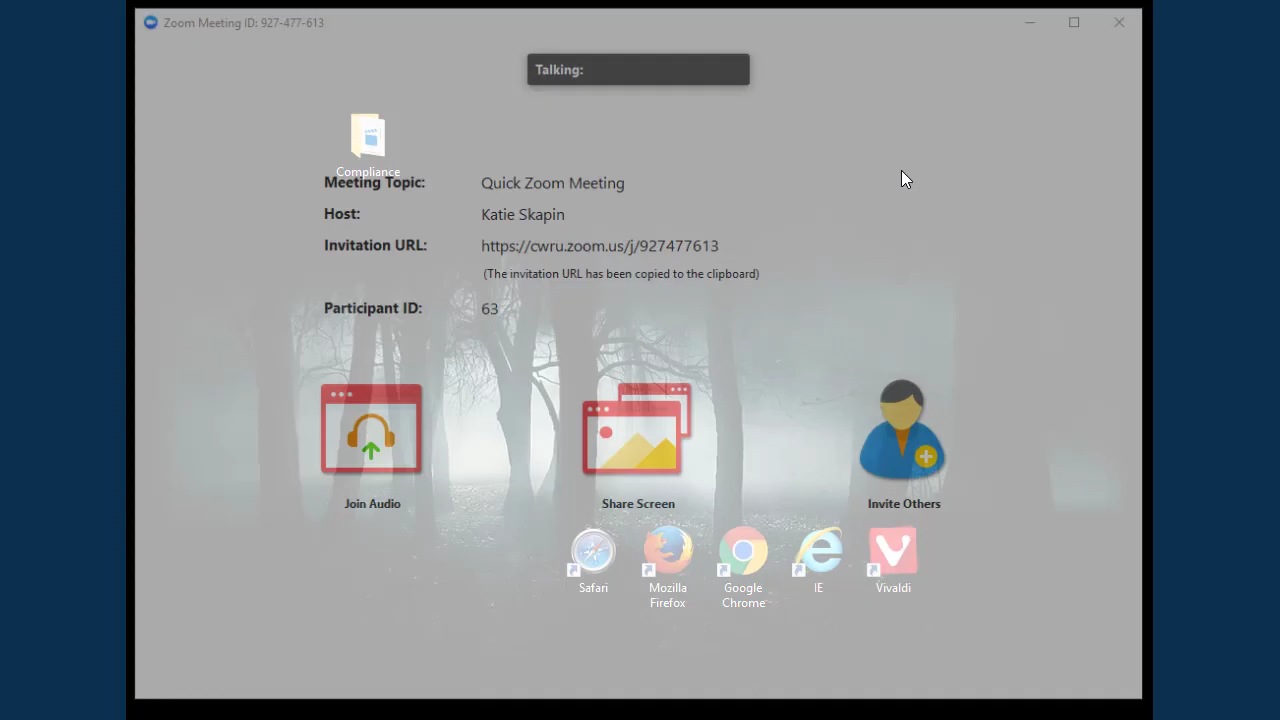 Zoom Meeting ID: 927-477-613
Talking:
Compliance
Meeting Topic: Quick Zoom Meeting
Host: Katie Skapin
Invitation URL: https://cwru.zoom.us/j/927477613
(The invitation URL has been copied to the clipboard)
Participant ID: 63
Join Audio Share Screen Invite Others
Safari Mozilla Firefox Google Chrome IE Vivaldi